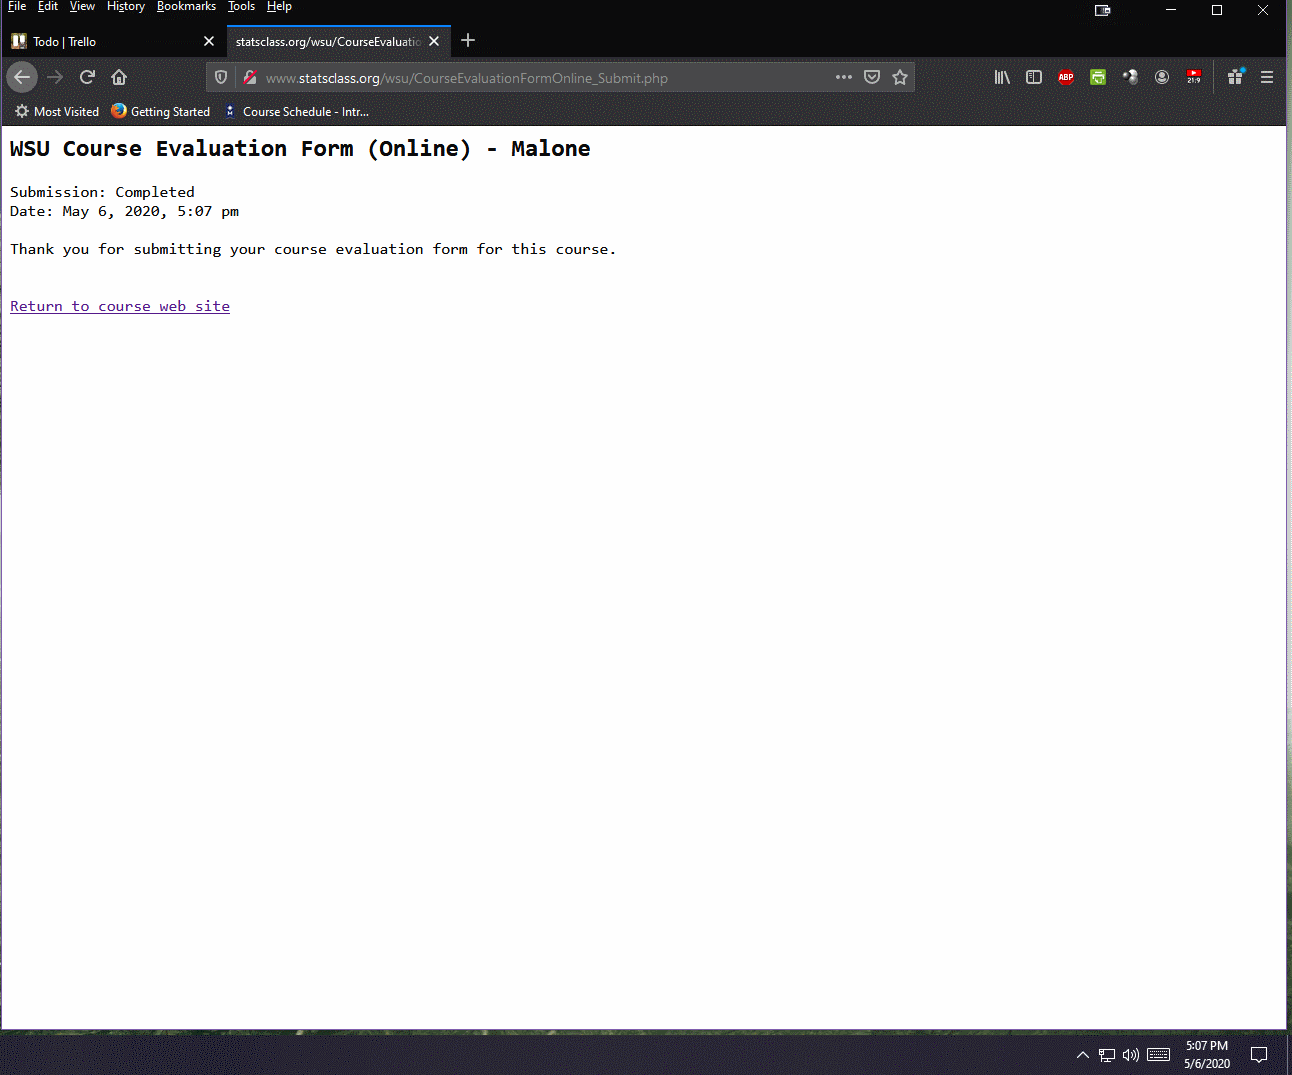 File Edit View History Bookmarks Tools Help
Todo | Trello
statsclass.org/wsu/CourseEvaluatio
www.statsclass.org/wsu/CourseEvaluationFormOnline_Submit.php
ABP
21:9
Most Visited Getting Started Course Schedule - Intr...
WSU Course Evaluation Form (Online) - Malone
Submission: Completed
Date: May 6, 2020, 5:07 pm
Thank you for submitting your course evaluation form for this course.
Return to course web site
5:07 PM
5/6/2020